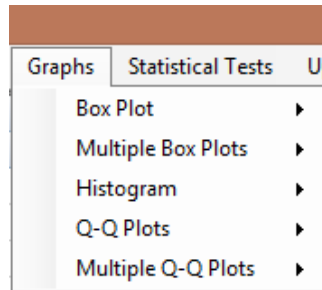 Graphs Statistical Tests U
Box Plot
Multiple Box Plots
Histogram
Q-Q Plots
Multiple Q-Q Plots